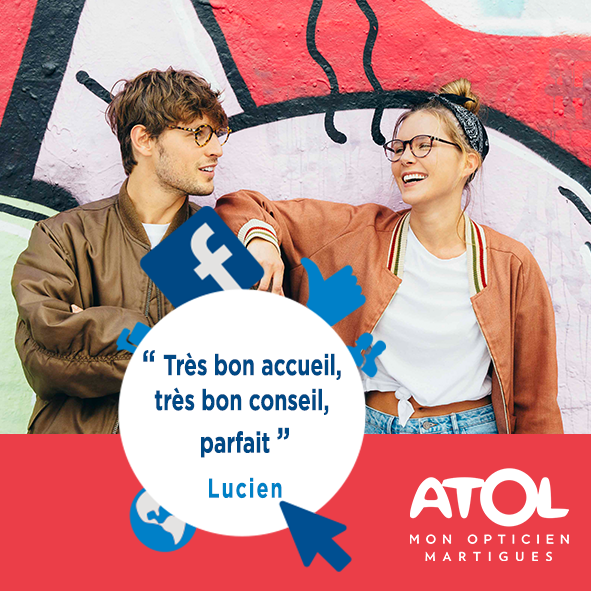 “ Très bon accueil,
très bon conseil,
parfait ”
Lucien
ATOL
MON OPTICIEN
MARTIGUES